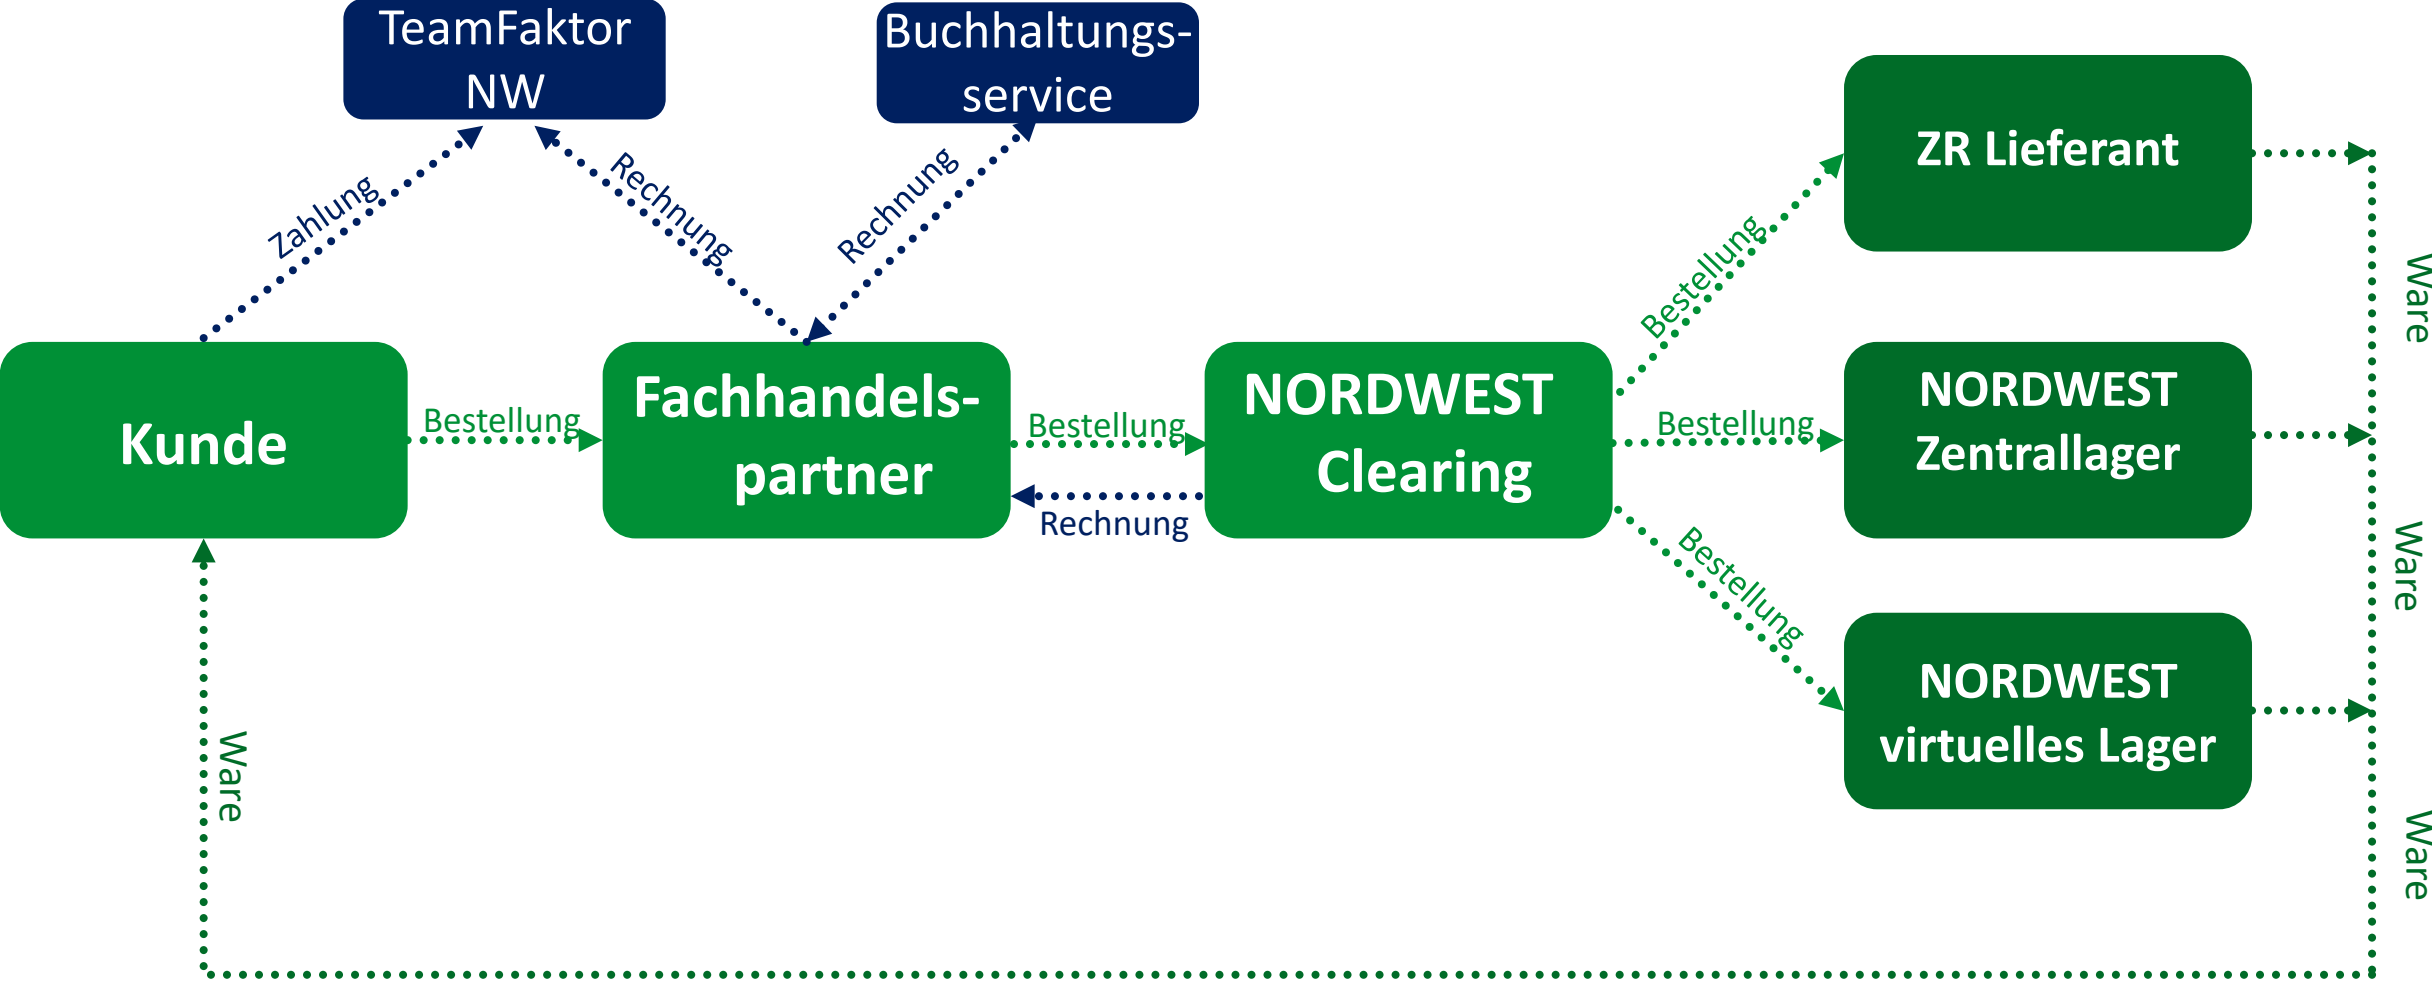 TeamFaktor
NW
Buchhaltungs-
service
Zahlung
Rechnung
Rechnung
Kunde
Bestellung
Fachhandels-
partner
Bestellung
Rechnung
NORDWEST
Clearing
Bestellung
Bestellung
Bestellung
ZR Lieferant
NORDWEST
Zentrallager
NORDWEST
virtuelles Lager
Ware
Ware
Ware
Ware